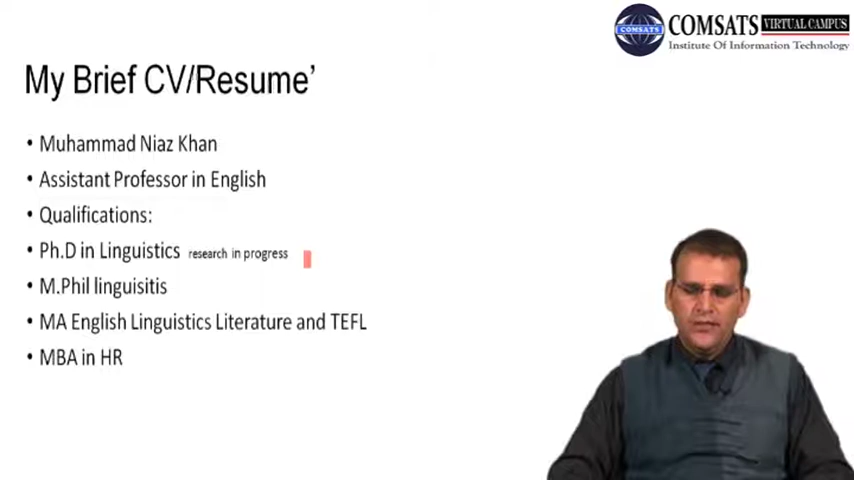 COMSATS VIRTUAL CAMPUS
COMSATS
Institute Of Information Technology
My Brief CV/Resume’
• Muhammad Niaz Khan
• Assistant Professor in English
• Qualifications:
• Ph.D in Linguistics research in progress
• M.Phil linguisitis
• MA English Linguistics Literature and TEFL
• MBA in HR